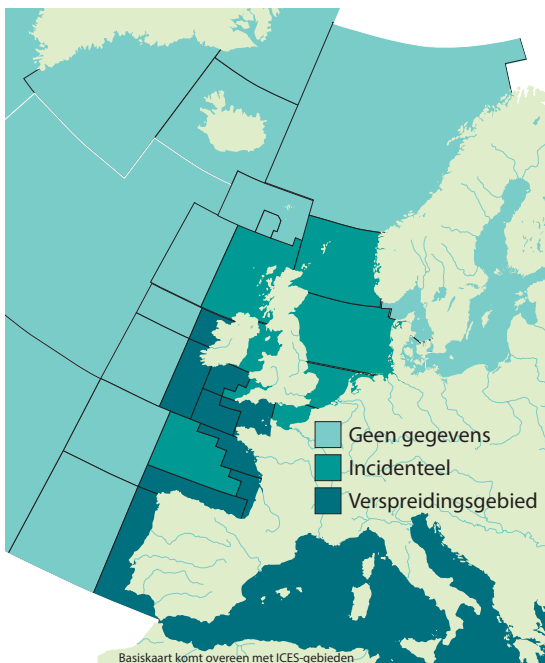 Geen gegevens
Incidenteel
Verspreidingsgebied
Basiskaart komt overeen met ICES-gebieden